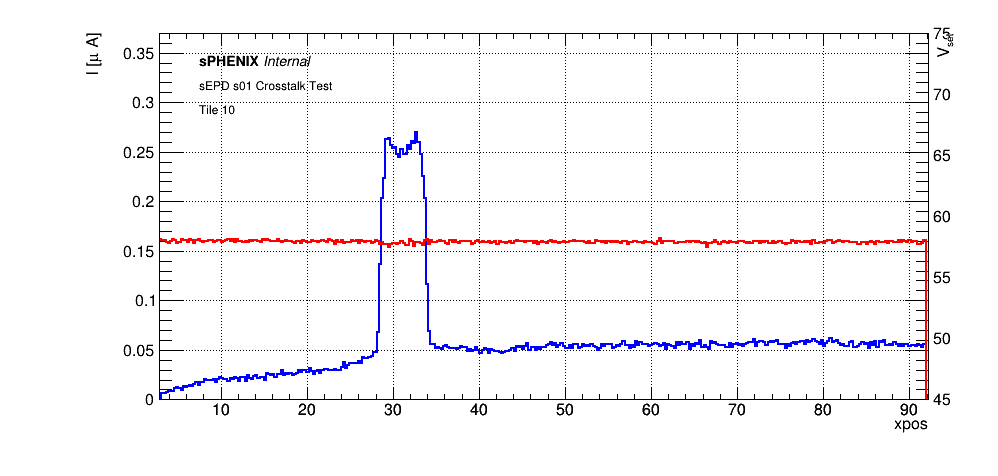 I [μ A]
0.35
0.3
0.25
0.2
0.15
0.1
0.05
0
sPHENIX Internal
sEPD s01 Crosstalk Test
Tile 10
75
70
65
60
55
50
45
Vset
10 20 30 40 50 60 70 80 90
xpos